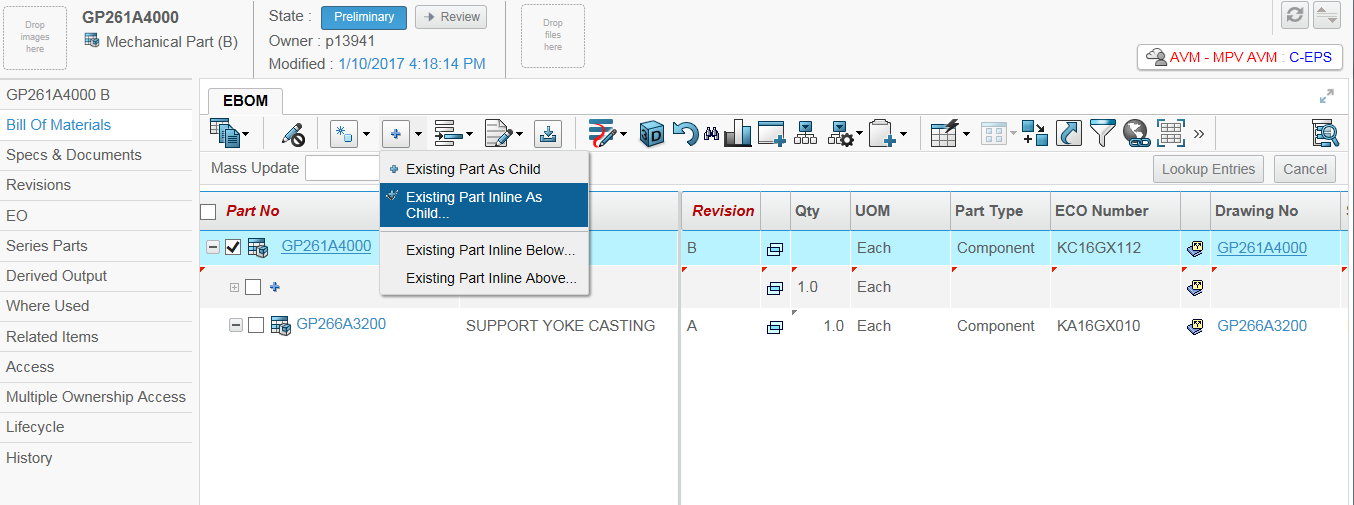 Drop
images
here
GP261A4000
Mechanical Part (B)
State :
Preliminary
Review
Owner : p13941
Modified : 1/10/2017 4:18:14 PM
Drop
files
here
AVM - MPV AVM : C-EPS
GP261A4000 B
Bill Of Materials
Specs & Documents
Revisions
EO
Series Parts
Derived Output
Where Used
Related Items
Access
Multiple Ownership Access
Lifecycle
History
EBOM
3D
»
Mass Update
Lookup Entries
Cancel
Existing Part As Child
Existing Part Inline As
Child...
Existing Part Inline Below...
Existing Part Inline Above...
Part No Revision Qty UOM Part Type ECO Number Drawing No
GP261A4000 B Each Component KC16GX112 GP261A4000
1.0 Each
GP266A3200 SUPPORT YOKE CASTING A 1.0 Each Component KA16GX010 GP266A3200